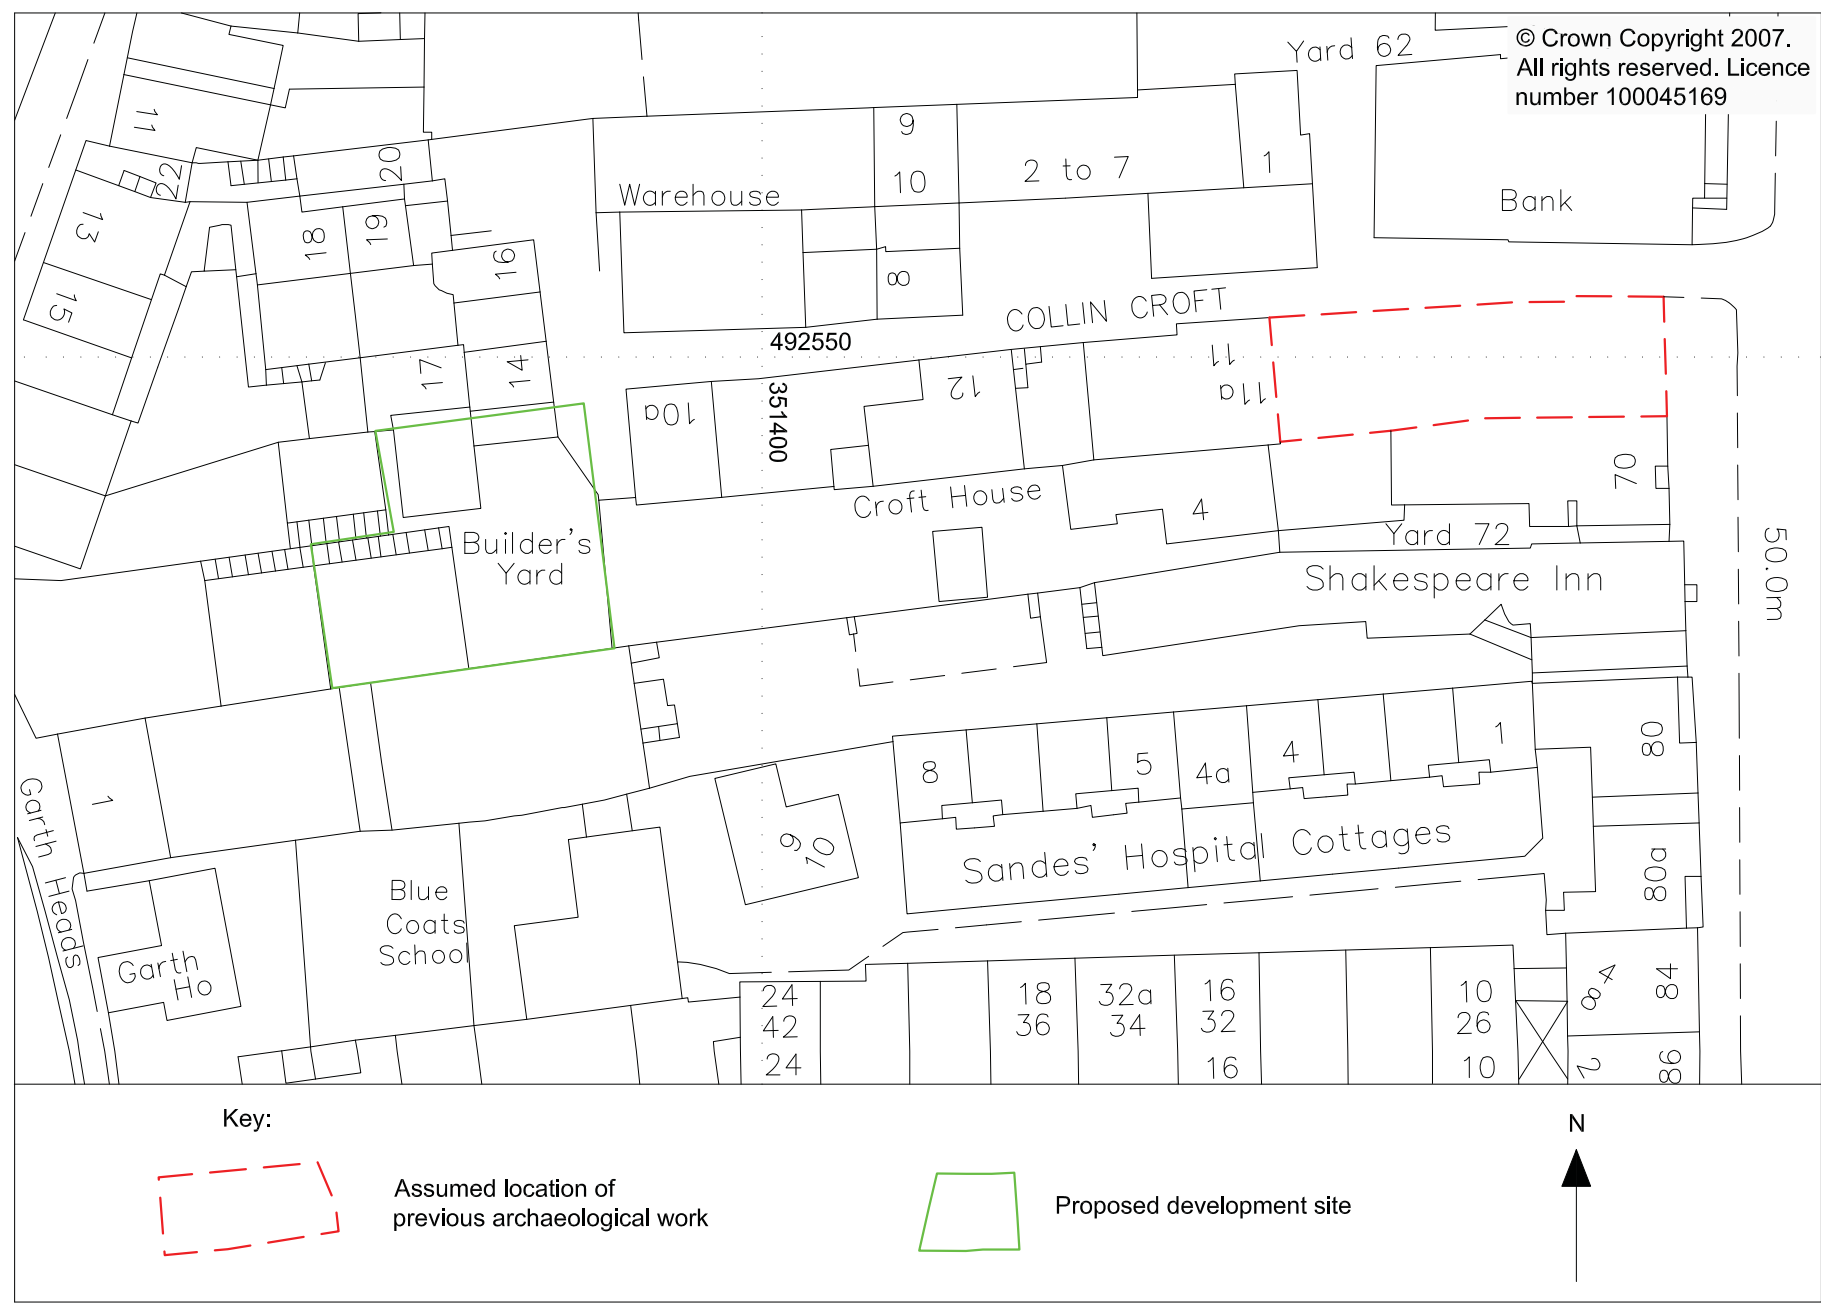 © Crown Copyright 2007.
All rights reserved. Licence
number 100045169
Yard 62
11
22
20
13
15
18
19
16
17
14
Warehouse
9
10
2 to 7
1
8
Bank
COLLIN CROFT
492550
351400
10a
12
11
11a
70
Croft House
4
Yard 72
Shakespeare Inn
50.0m
Builder's
Yard
1
Garth Heads
Garth
Ho
Blue
Coats
School
9
10
8
5
4a
4
1
Sandes' Hospital Cottages
80
80a
84
84
2
86
24
42
24
18
36
32a
34
16
32
16
10
26
10
Key:
Assumed location of
previous archaeological work
Proposed development site
N